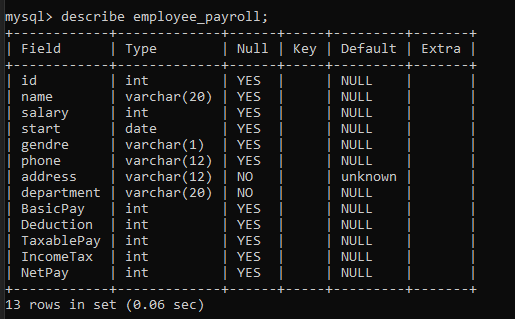 mysql> describe employee_payroll;
+------------+-------------+------+-----+---------+-------+
| Field      | Type        | Null | Key | Default | Extra |
+------------+-------------+------+-----+---------+-------+
| id         | int         | YES  |     | NULL    |       |
| name       | varchar(20) | YES  |     | NULL    |       |
| salary     | int         | YES  |     | NULL    |       |
| start      | date        | YES  |     | NULL    |       |
| gendre     | varchar(1)  | YES  |     | NULL    |       |
| phone      | varchar(12) | YES  |     | NULL    |       |
| address    | varchar(12) | NO   |     | unknown |       |
| department | varchar(20) | NO   |     | NULL    |       |
| BasicPay   | int         | YES  |     | NULL    |       |
| Deduction  | int         | YES  |     | NULL    |       |
| TaxablePay | int         | YES  |     | NULL    |       |
| IncomeTax  | int         | YES  |     | NULL    |       |
| NetPay     | int         | YES  |     | NULL    |       |
+------------+-------------+------+-----+---------+-------+
13 rows in set (0.06 sec)